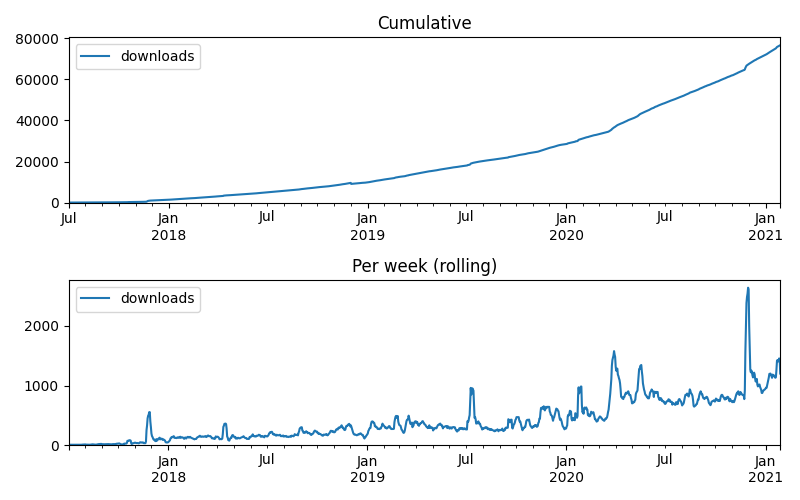 Cumulative
downloads
80000
60000
40000
20000
0
Jul Jan Jul Jan Jul Jan Jul Jan
2018 2019 2020 2021
Per week (rolling)
downloads
2000
1000
0
Jan Jul Jan Jul Jan Jul Jan
2018 2019 2020 2021